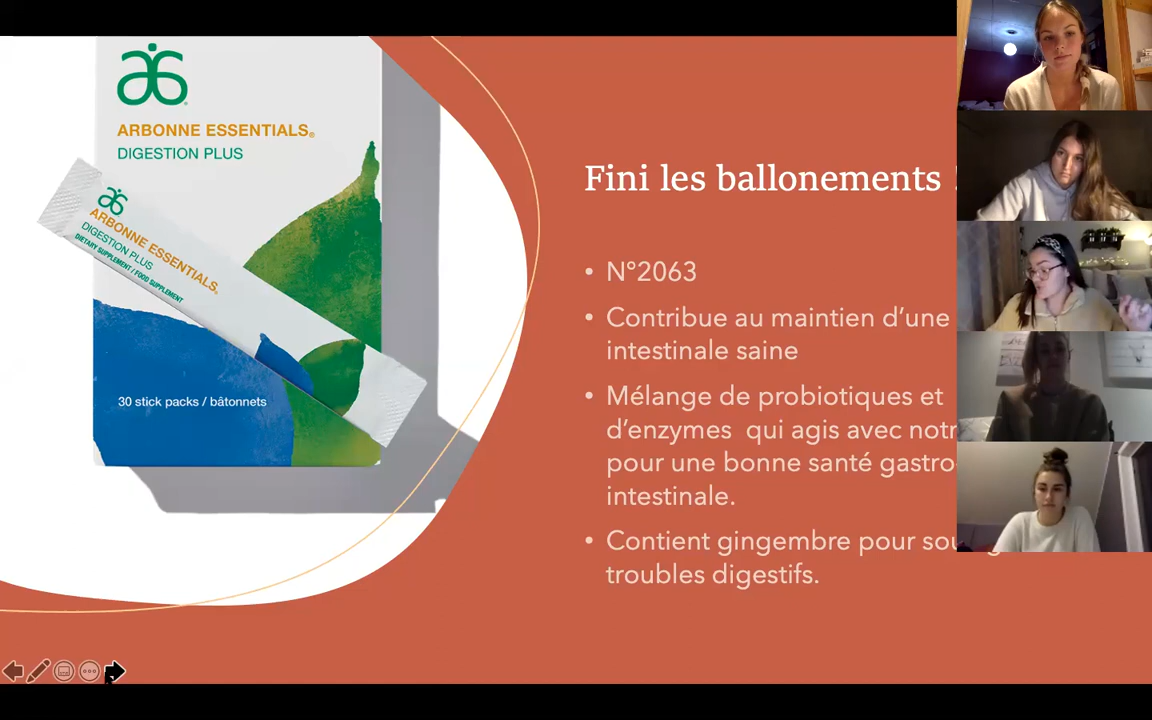 ARBONNE ESSENTIALS®
DIGESTION PLUS
ARBONNE ESSENTIALS®
DIGESTION PLUS
DIETARY SUPPLEMENT / FOOD SUPPLEMENT
30 stick packs / bâtonnets
Fini les ballonements !
• N°2063
• Contribue au maintien d’une
intestinale saine
• Mélange de probiotiques et
d’enzymes qui agis avec
pour une bonne santé gastro-
intestinale.
• Contient gingembre pour
troubles digestifs.